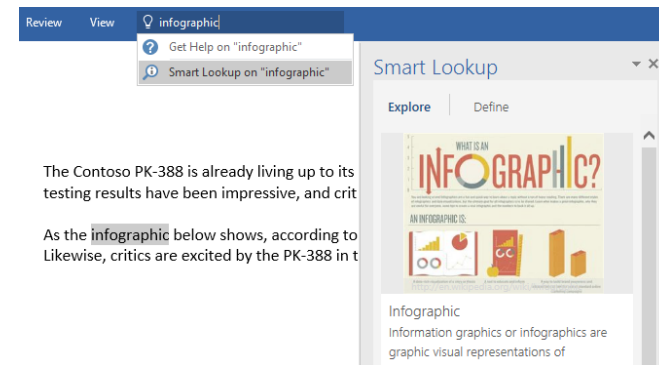 Review View infographic
Get Help on "infographic"
Smart Lookup on "infographic"
The Contoso PK-388 is already living up to its
testing results have been impressive, and crit
As the infographic below shows, according to
Likewise, critics are excited by the PK-388 in t
Smart Lookup
Explore Define
WHAT IS AN
INFOGRAPHIC?
AN INFOGRAPHIC IS:
Infographic
Information graphics or infographics are
graphic visual representations of